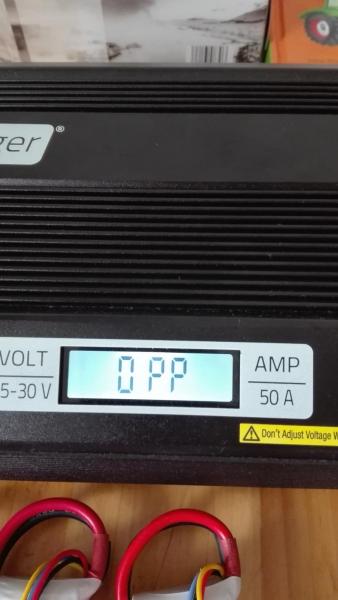 ger®
VOLT
5-30 V
OPP
AMP
50 A
Don't Adjust Voltage W